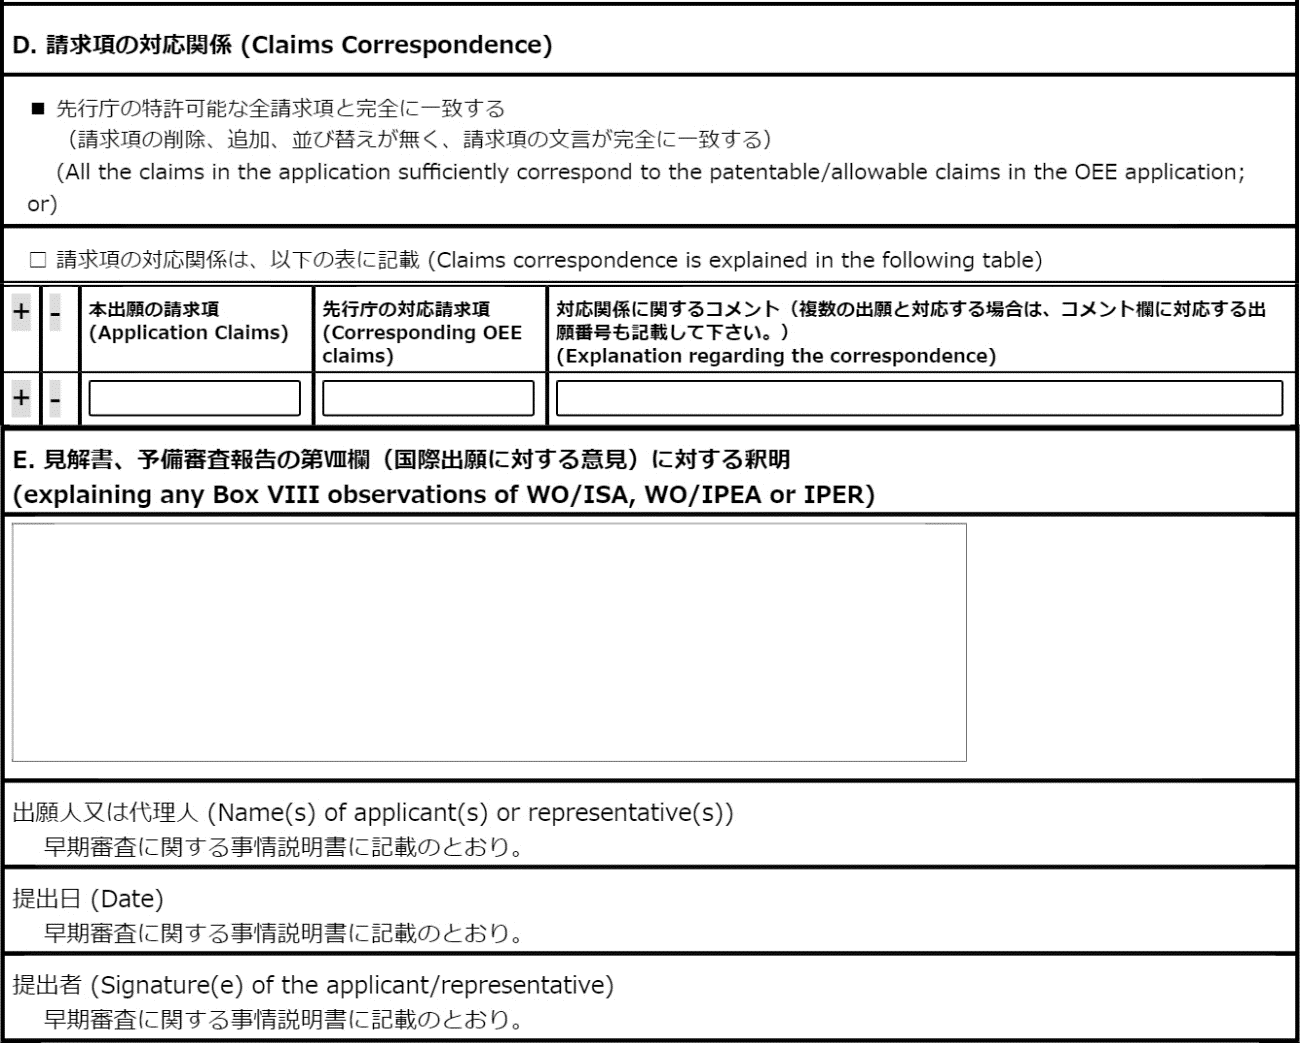 D. 請求項の対応関係 (Claims Correspondence)
■ 先行庁の特許可能な全請求項と完全に一致する
（請求項の削除、追加、並び替えが無く、請求項の文言が完全に一致する）
(All the claims in the application sufficiently correspond to the patentable/allowable claims in the OEE application;
or)
□ 請求項の対応関係は、以下の表に記載 (Claims correspondence is explained in the following table)
+
-
本出願の請求項
(Application Claims)
先行庁の対応請求項
(Corresponding OEE
claims)
対応関係に関するコメント（複数の出願と対応する場合は、コメント欄に対応する出
願番号も記載して下さい。）
(Explanation regarding the correspondence)
+
-
E. 見解書、予備審査報告の第Ⅷ欄（国際出願に対する意見）に対する釈明
(explaining any Box VIII observations of WO/ISA, WO/IPEA or IPER)
出願人又は代理人 (Name(s) of applicant(s) or representative(s))
早期審査に関する事情説明書に記載のとおり。
提出日 (Date)
早期審査に関する事情説明書に記載のとおり。
提出者 (Signature(e) of the applicant/representative)
早期審査に関する事情説明書に記載のとおり。